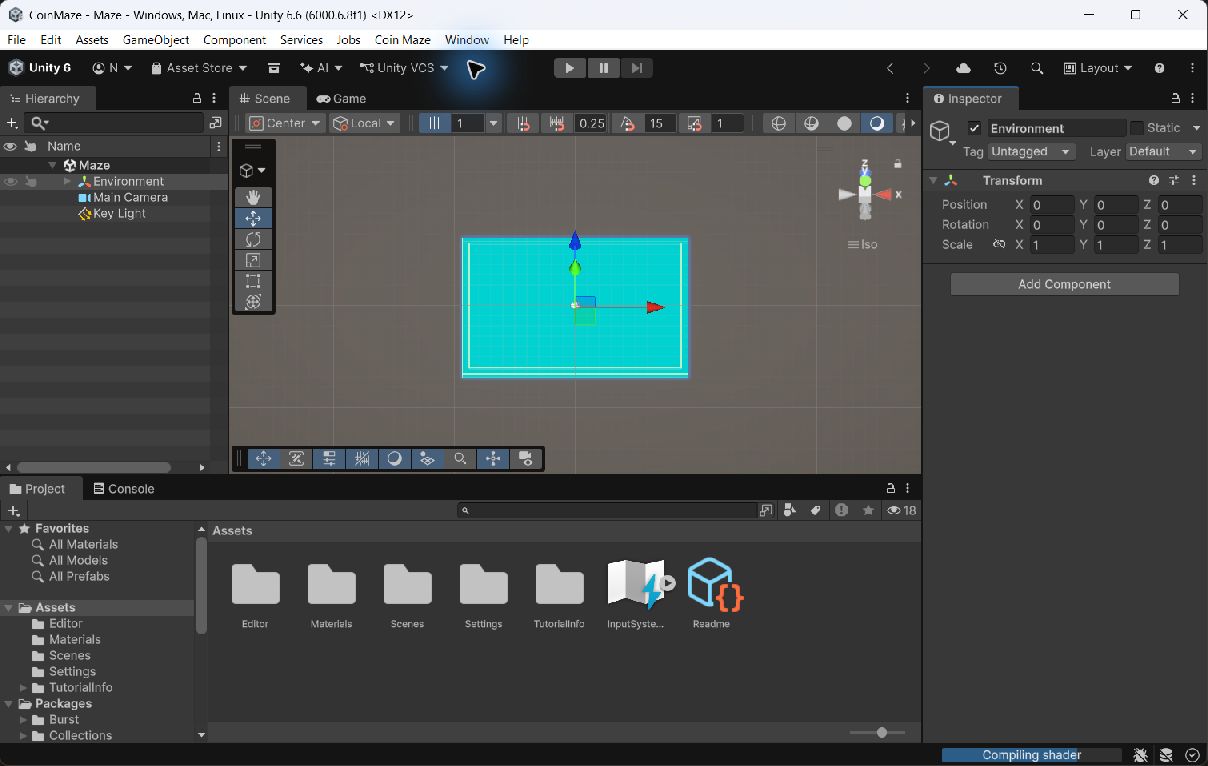 CoinMaze - Maze - Windows, Mac, Linux - Unity 6.6 (6000.6.8f1) <DX12>
File Edit Assets GameObject Component Services Jobs Coin Maze Window Help
Unity 6 N Asset Store AI Unity VCS Layout
Hierarchy Scene Game Inspector
Center Local 1 0.25 15 1
Environment Static
Tag Untagged Layer Default
Name
Maze
Environment
Main Camera
Key Light
Z
Y
X
Iso
Transform
Position X 0 Y 0 Z 0
Rotation X 0 Y 0 Z 0
Scale X 1 Y 1 Z 1
Add Component
Project Console
18
Favorites
All Materials
All Models
All Prefabs
Assets
Editor
Materials
Scenes
Settings
TutorialInfo
Packages
Burst
Collections
Assets
Editor Materials Scenes Settings TutorialInfo InputSyste... Readme
Compiling shader